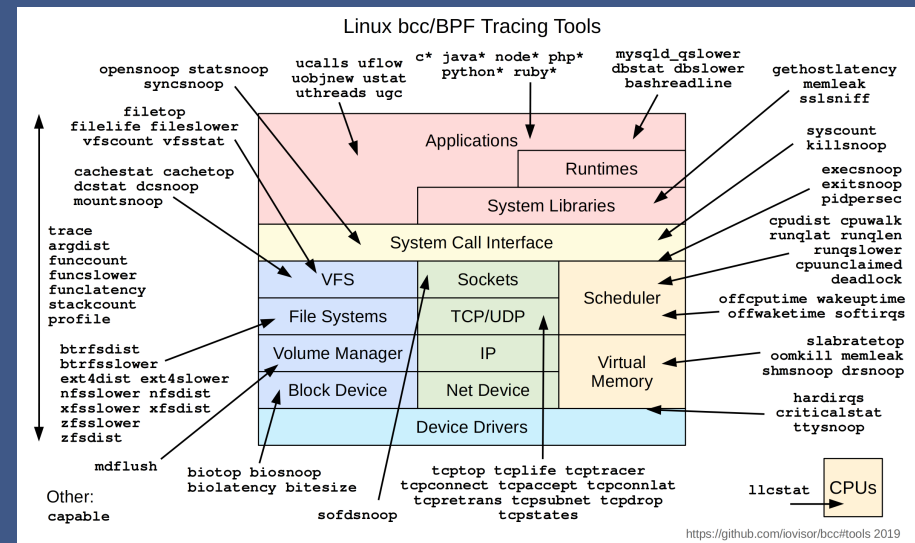 Linux bcc/BPF Tracing Tools
opensnoop statsnoop
syncsnoop
ucalls uflow
uobjnew ustat
uthreads ugc
c* java* node* php*
python* ruby*
mysqld_qslower
dbstat dbslower
bashreadline
gethostlatency
memleak
sslsniff
filetop
filelife fileslower
vfscount vfsstat
syscount
killsnoop
cachestat cachetop
dcstat dcsnoop
mountsnoop
execsnoop
exitsnoop
pidpersec
trace
argdist
funccount
funcslower
funclatency
stackcount
profile
cpudist cpuwalk
runqlat runqlen
runqslower
cpuunclaimed
deadlock
offcputime wakeuptime
offwaketime softirqs
btrfsdist
btrfsslower
ext4dist ext4slower
nfsslower nfsdist
xfsslower xfsdist
zfsslower
zfsdist
slabratetop
oomkill memleak
shmsnoop drsnoop
hardirqs
criticalstat
ttysnoop
Applications
Runtimes
System Libraries
System Call Interface
VFS
Sockets
Scheduler
File Systems
TCP/UDP
Volume Manager
IP
Virtual
Memory
Block Device
Net Device
Device Drivers
mdflush
biotop biosnoop
biolatency bitesize
sofdsnoop
tcptop tcplife tcptracer
tcpconnect tcpaccept tcpconnlat
tcpretrans tcpsubnet tcpdrop
tcpstates
llcstat
CPUs
Other:
capable
https://github.com/iovisor/bcc#tools 2019